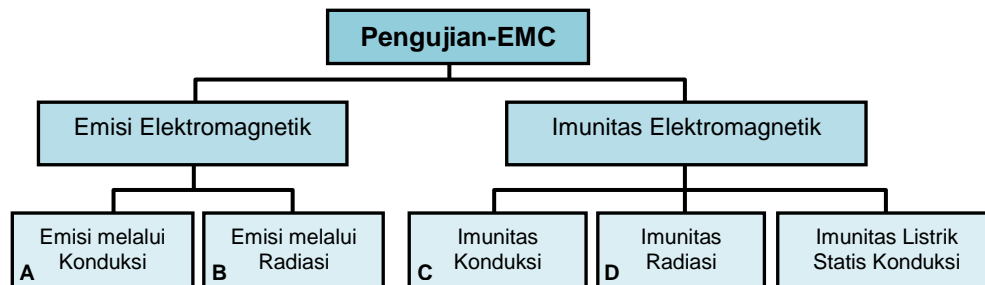 Pengujian-EMC
Emisi Elektromagnetik
Imunitas Elektromagnetik
Emisi melalui
Konduksi
A
Emisi melalui
Radiasi
B
Imunitas
Konduksi
C
Imunitas
Radiasi
D
Imunitas Listrik
Statis Konduksi